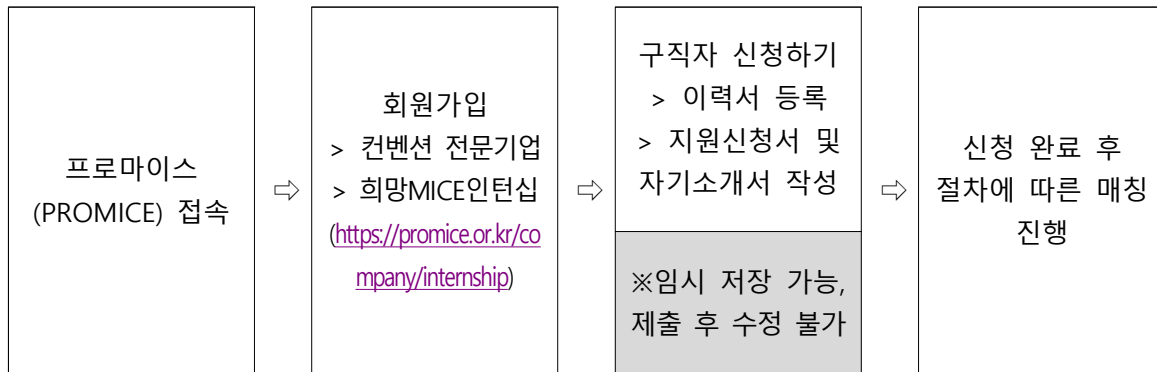 프로마이스
(PROMICE) 접속
⇨
회원가입
> 컨벤션 전문기업
> 희망MICE인턴십
(https://promice.or.kr/co
mpany/internship)
⇨
구직자 신청하기
> 이력서 등록
> 지원신청서 및
자기소개서 작성
※임시 저장 가능,
제출 후 수정 불가
⇨
신청 완료 후
절차에 따른 매칭
진행